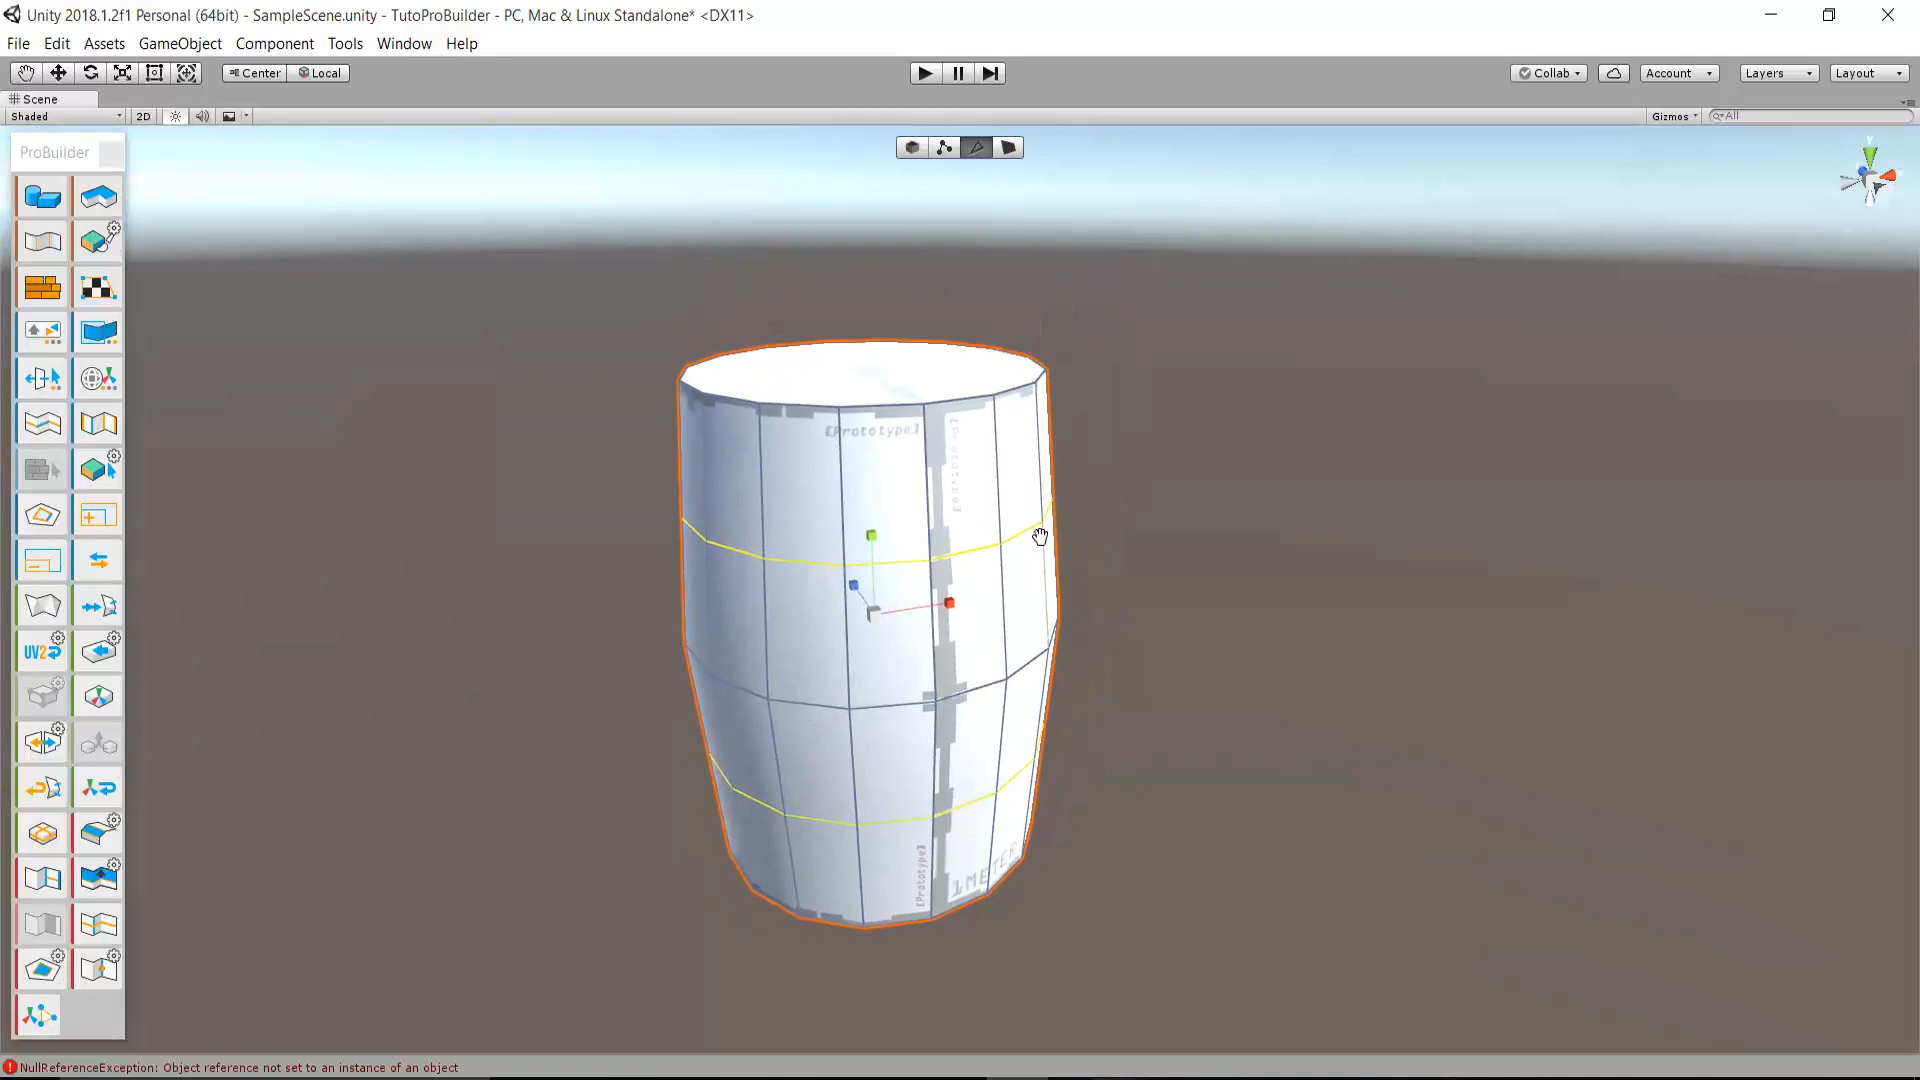 Unity 2018.1.2f1 Personal (64bit) - SampleScene.unity - TutoProBuilder - PC, Mac & Linux Standalone* <DX11>
File Edit Assets GameObject Component Tools Window Help
Center Local Collab Account Layers Layout
Scene
Shaded 2D Gizmos All
ProBuilder
y
[Prototype]
[Prototype]
UV2
[Prototype]
1METER
NullReferenceException: Object reference not set to an instance of an object